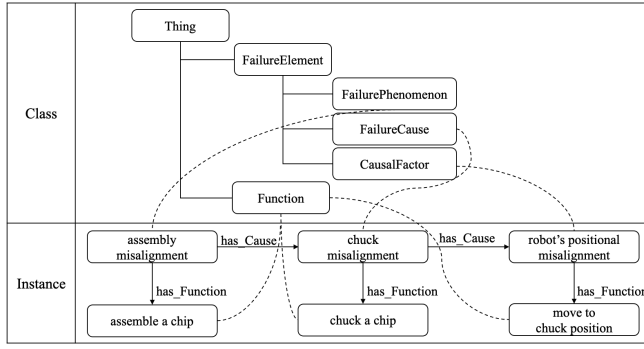 Thing
FailureElement
FailurePhenomenon
Class
FailureCause
CausalFactor
Function
assembly
misalignment
has_Cause
chuck
misalignment
has_Cause
robot's positional
misalignment
Instance
has_Function
has_Function
has_Function
assemble a chip
chuck a chip
move to
chuck position